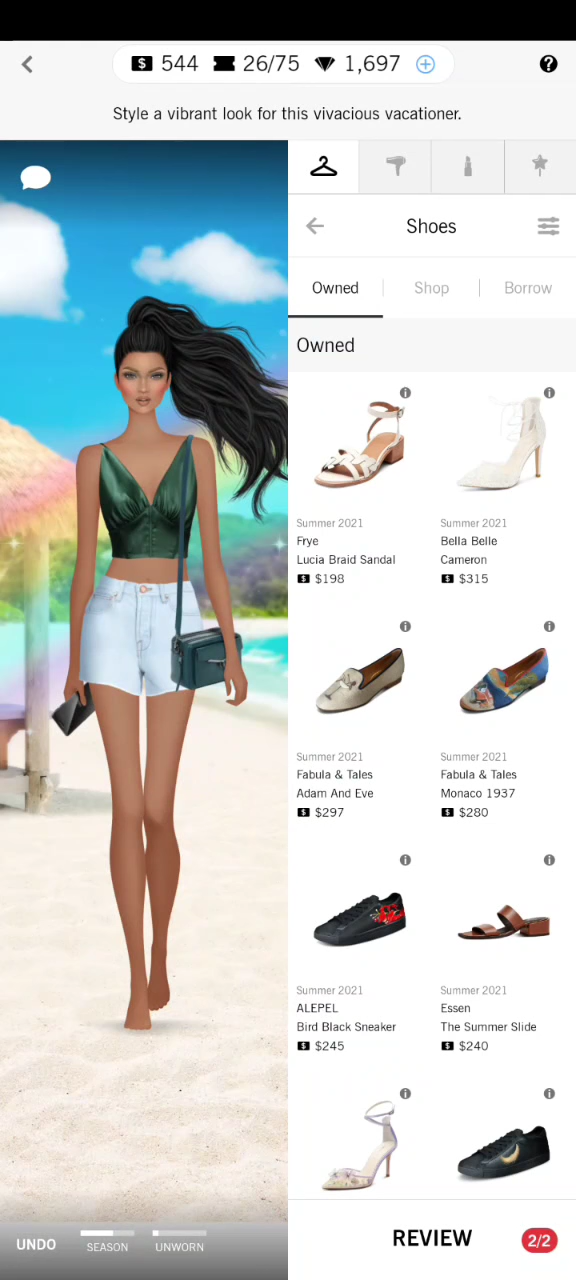 544 26/75 1,697
Style a vibrant look for this vivacious vacationer.
Shoes
Owned Shop Borrow
Owned
Summer 2021
Frye
Lucia Braid Sandal
$198
Summer 2021
Bella Belle
Cameron
$315
Summer 2021
Fabula & Tales
Adam And Eve
$297
Summer 2021
Fabula & Tales
Monaco 1937
$280
Summer 2021
ALEPEL
Bird Black Sneaker
$245
Summer 2021
Essen
The Summer Slide
$240
UNDO
SEASON
UNWORN
REVIEW
2/2